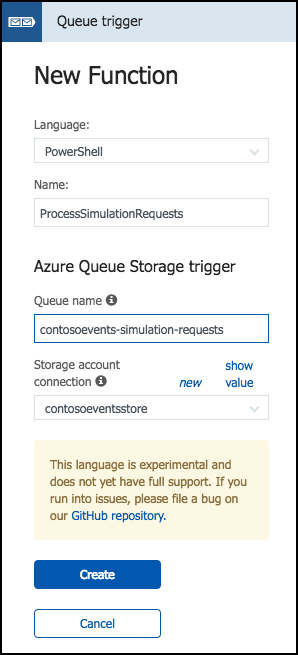 Queue trigger
New Function
Language:
PowerShell
Name:
ProcessSimulationRequests
Azure Queue Storage trigger
Queue name
contosoevents-simulation-requests
Storage account show
connection new value
contosoeventsstore
This language is experimental and
does not yet have full support. If you
run into issues, please file a bug on
our GitHub repository.
Create
Cancel